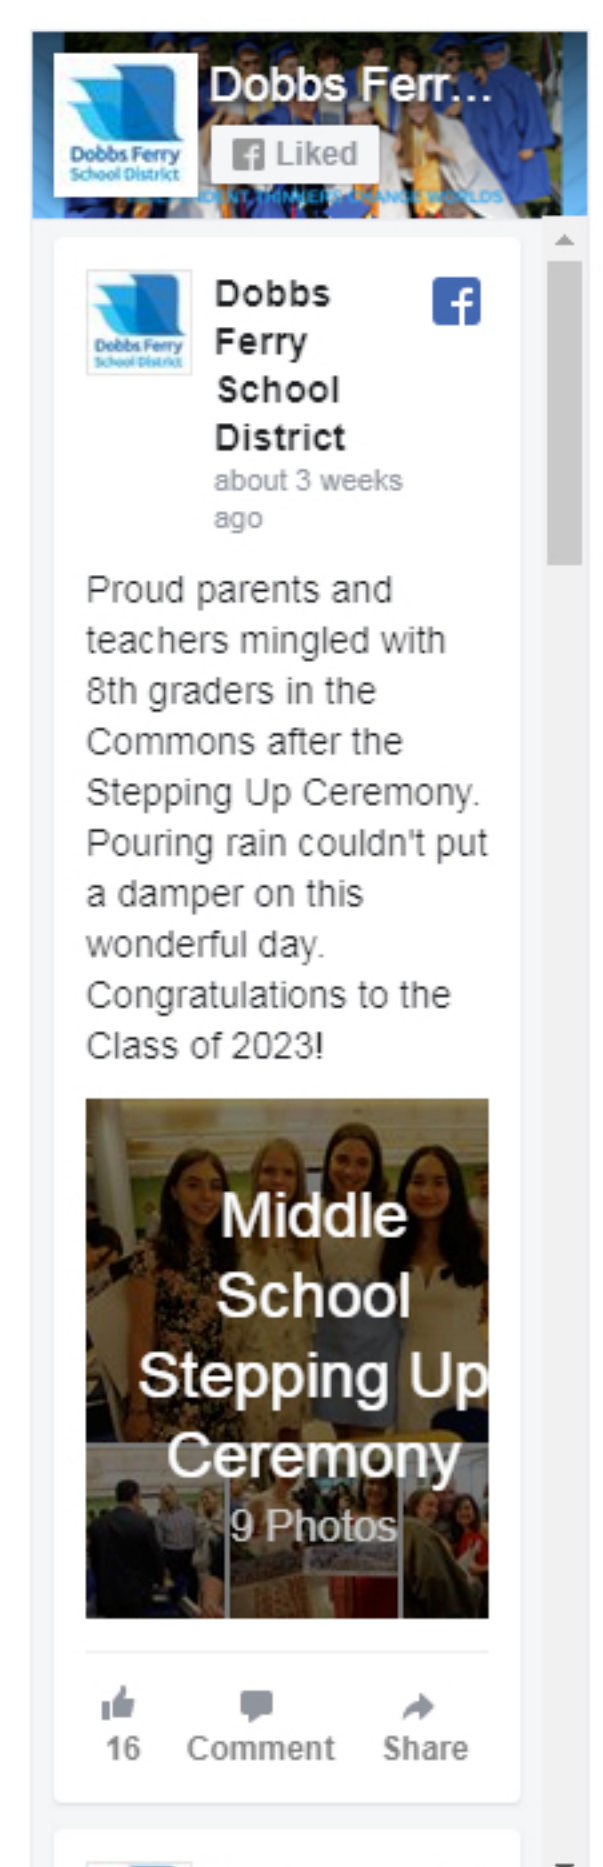 Dobbs Ferr...
Dobbs Ferry
School District
Liked
Dobbs Ferry
School District
Dobbs
Ferry
School
District
about 3 weeks
ago
Proud parents and
teachers mingled with
8th graders in the
Commons after the
Stepping Up Ceremony.
Pouring rain couldn't put
a damper on this
wonderful day.
Congratulations to the
Class of 2023!
Middle
School
Stepping Up
Ceremony
9 Photos
16 Comment Share